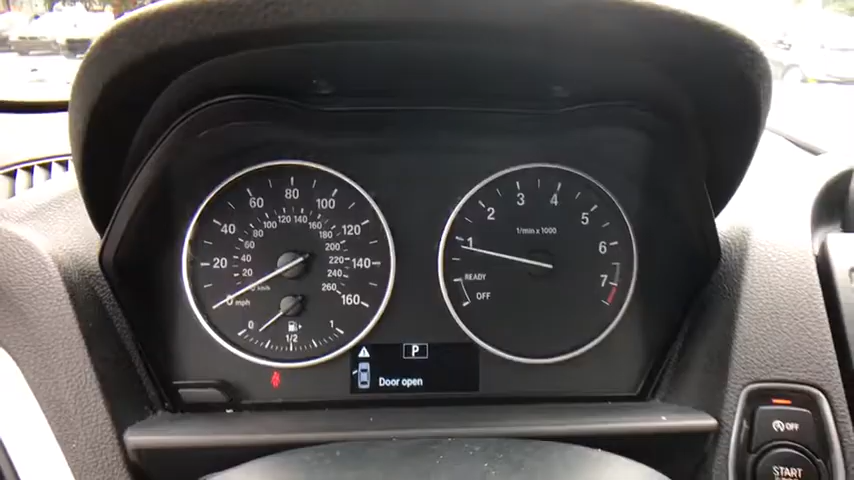 20 40 60 80 100 120 140 160
20 40 60 80 100 120 140 160 180 200 220 240 260
km/h
0 mph
0 1/2 1
1 2 3 4 5 6 7
1/min x 1000
READY
OFF
P
Door open
OFF
START